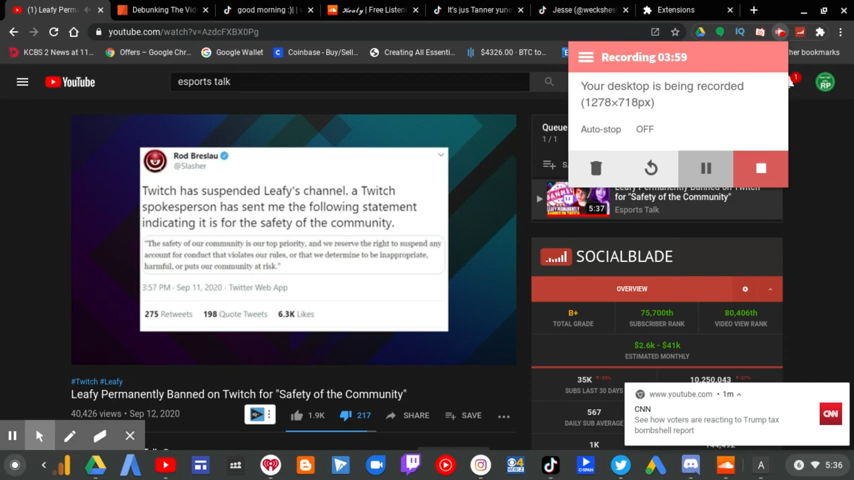 (1) Leafy Perm
Debunking The Vid
good morning :)| w
Healy | Free Listen
It's jus Tanner yunc
Jesse (@weckshes
Extensions
youtube.com/watch?v=AzdcFXBX0Pg
KCBS 2 News at 11...
Offers – Google Chr...
Google Wallet
Coinbase - Buy/Sell...
Creating All Essenti...
$4326.00 - BTC to...
other bookmarks
Recording 03:59
Your desktop is being recorded
(1278×718px)
Auto-stop OFF
YouTube
esports talk
1
RP
Queue
1 / 1
Rod Breslau
@Slasher
Twitch has suspended Leafy's channel. a Twitch
spokesperson has sent me the following statement
indicating it is for the safety of the community.
"The safety of our community is our top priority, and we reserve the right to suspend any
account for conduct that violates our rules, or that we determine to be inappropriate,
harmful, or puts our community at risk."
3:57 PM · Sep 11, 2020 · Twitter Web App
275 Retweets 198 Quote Tweets 6.3K Likes
Leafy Permanently Banned on Twitch
for "Safety of the Community"
Esports Talk
5:37
SOCIALBLADE
OVERVIEW
B+
TOTAL GRADE
75,700th
SUBSCRIBER RANK
80,406th
VIDEO VIEW RANK
$2.6k - $41k
ESTIMATED MONTHLY
35K
SUBS LAST 30 DAYS
10,250,043
567
DAILY SUB AVERAGE
1K
#Twitch #Leafy
Leafy Permanently Banned on Twitch for "Safety of the Community"
40,426 views • Sep 12, 2020
1.9K
217
SHARE
SAVE
www.youtube.com • 1m
CNN
See how voters are reacting to Trump tax
bombshell report
CNN
6
5:36